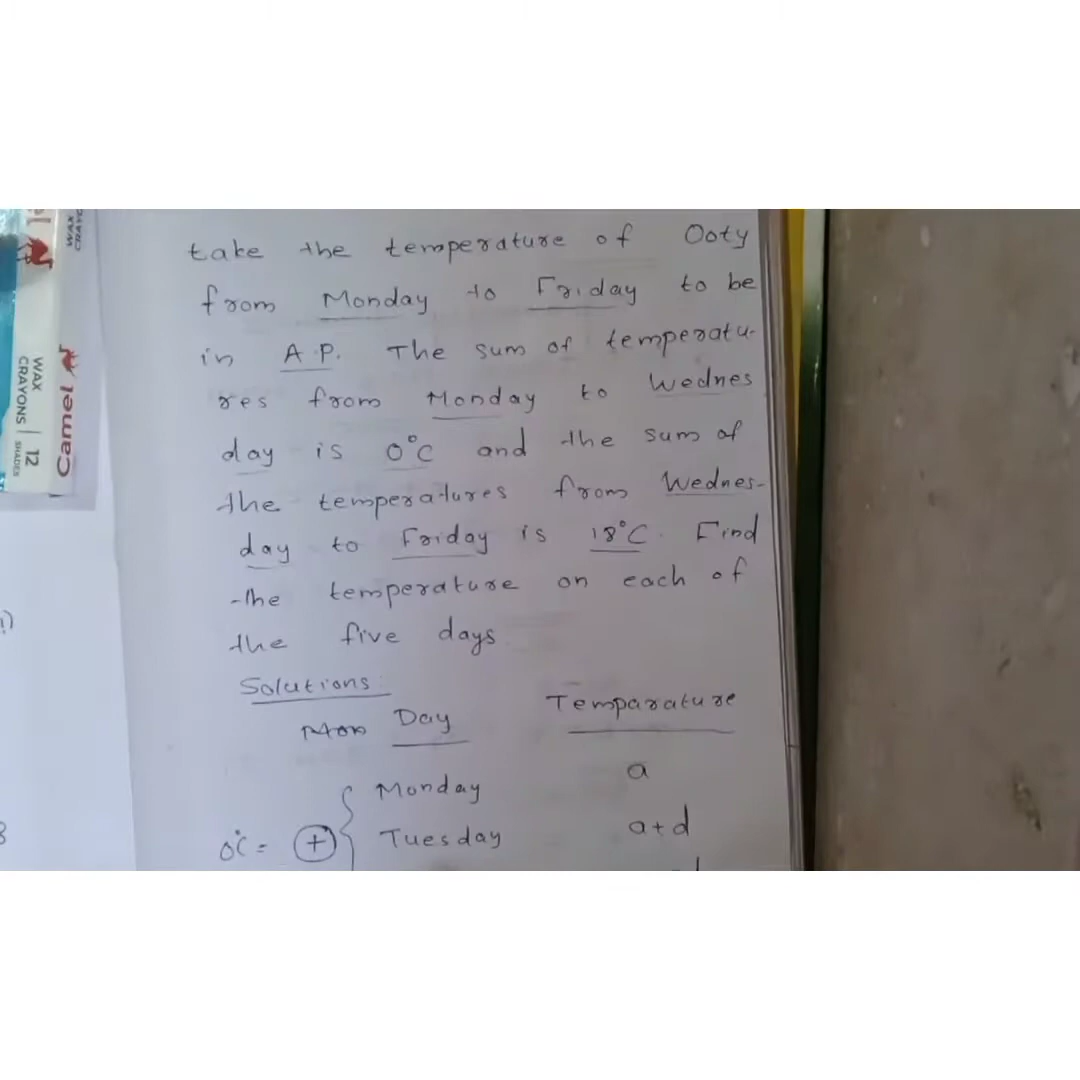 take the temperature of Ooty
from Monday to Friday to be
in A.P. The sum of temperatu-
res from Monday to Wednes
day is 0°C and the sum of
the temperatures from Wednes-
day to Friday is 18°C. Find
the temperature on each of
the five days
Solutions:
Mon Day Temparature
Monday a
0°C = + { Tuesday a+d
Camel
WAX
CRAYONS
12
SHADES
WAX